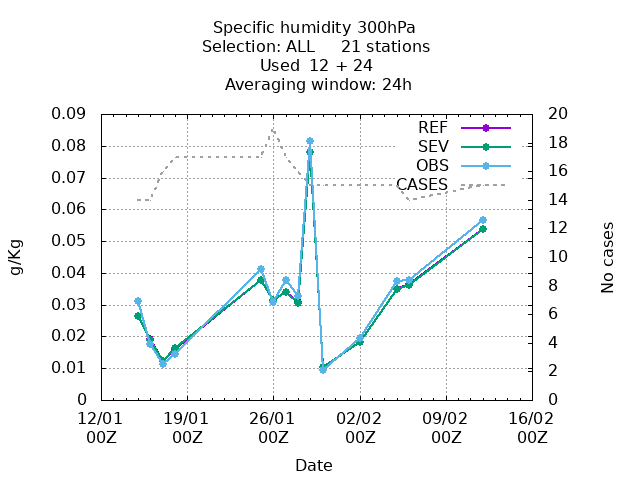 Specific humidity 300hPa
Selection: ALL 21 stations
Used 12 + 24
Averaging window: 24h
0.09
0.08
0.07
0.06
0.05
0.04
0.03
0.02
0.01
0
g/Kg
REF
SEV
OBS
CASES
20
18
16
14
12
10
8
6
4
2
0
No cases
12/01 19/01 26/01 02/02 09/02 16/02
00Z 00Z 00Z 00Z 00Z 00Z
Date